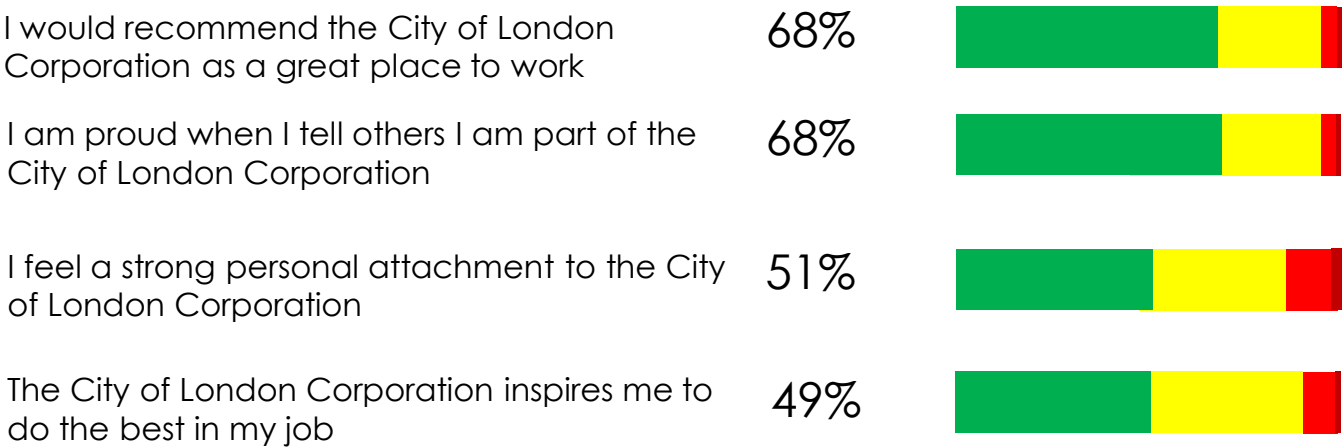 I would recommend the City of London
Corporation as a great place to work
68%
I am proud when I tell others I am part of the
City of London Corporation
68%
I feel a strong personal attachment to the City
of London Corporation
51%
The City of London Corporation inspires me to
do the best in my job
49%